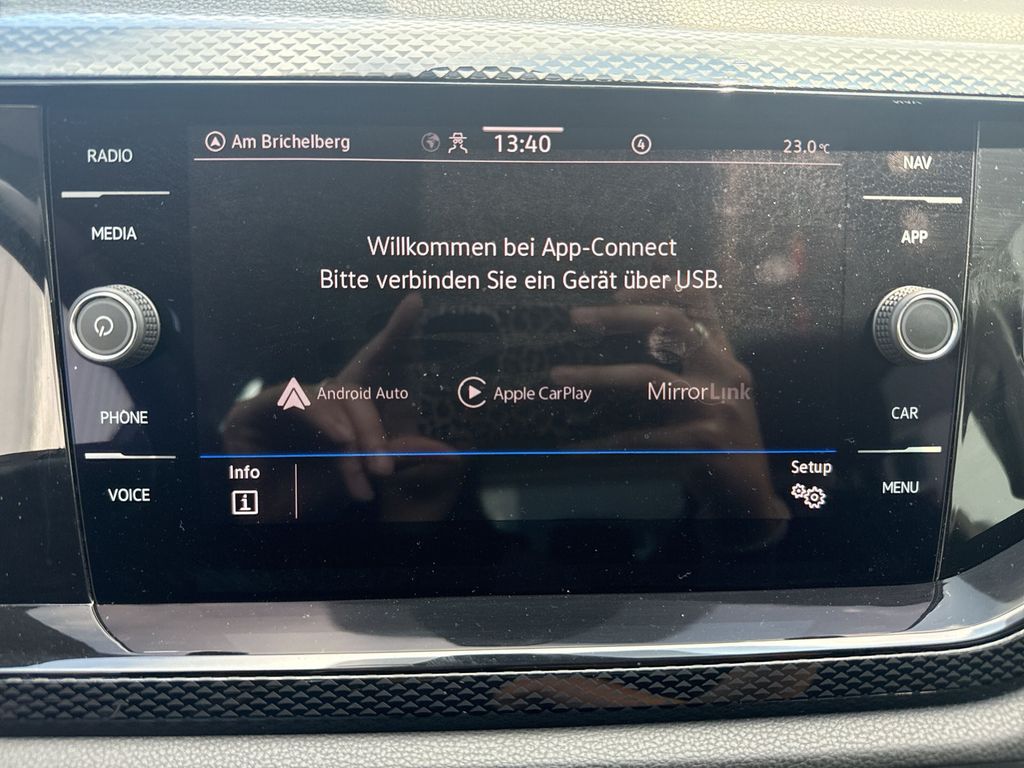 RADIO
MEDIA
PHONE
VOICE
Am Brichelberg
13:40
4
23.0°C
Willkommen bei App-Connect
Bitte verbinden Sie ein Gerät über USB.
Android Auto
Apple CarPlay
MirrorLink
Info
i
Setup
NAV
APP
CAR
MENU